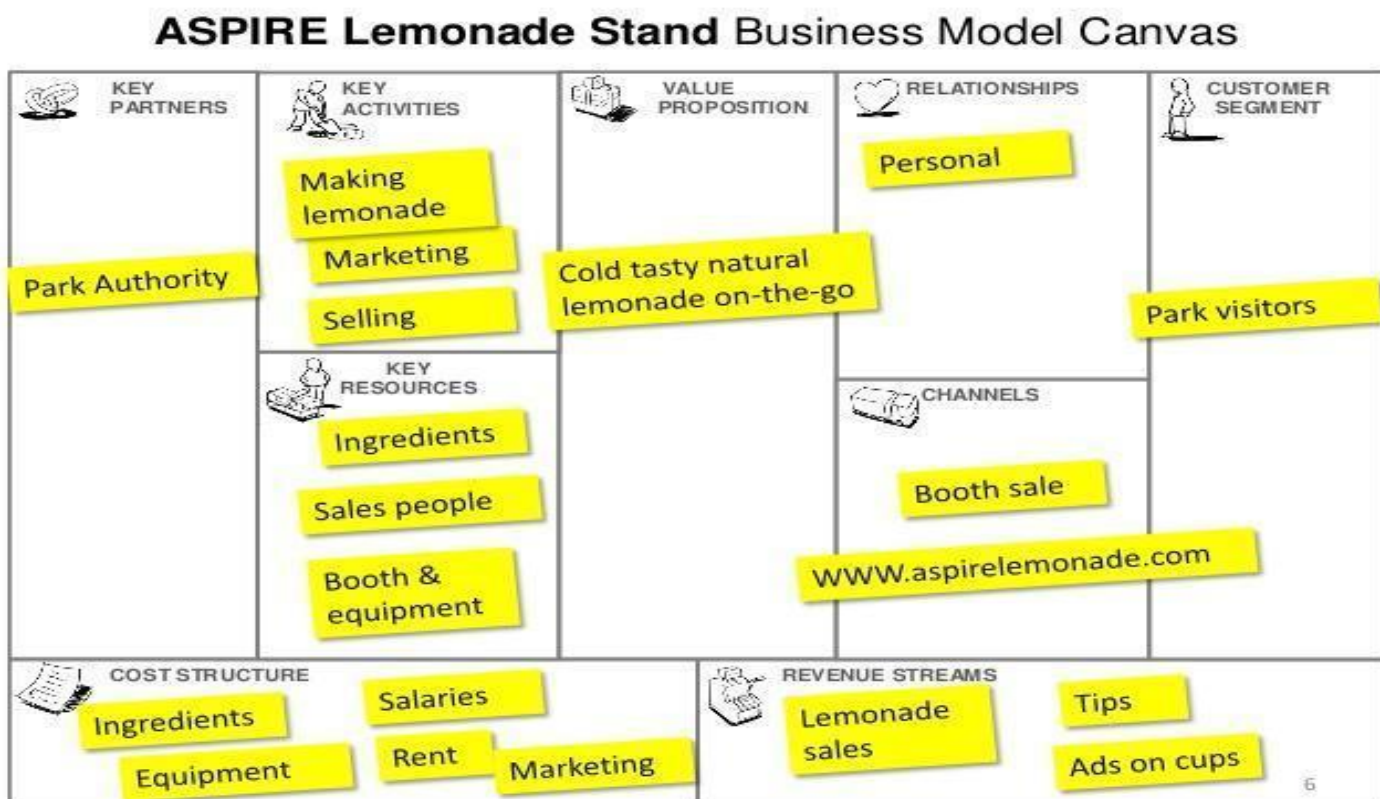 ASPIRE Lemonade Stand Business Model Canvas
KEY
PARTNERS
Park Authority
KEY
ACTIVITIES
Making
lemonade
Marketing
Selling
KEY
RESOURCES
Ingredients
Sales people
Booth &
equipment
VALUE
PROPOSITION
Cold tasty natural
lemonade on-the-go
RELATIONSHIPS
Personal
CHANNELS
Booth sale
WWW.aspirelemonade.com
CUSTOMER
SEGMENT
Park visitors
COST STRUCTURE
Ingredients
Salaries
Equipment
Rent
Marketing
REVENUE STREAMS
Lemonade
sales
Tips
Ads on cups
6